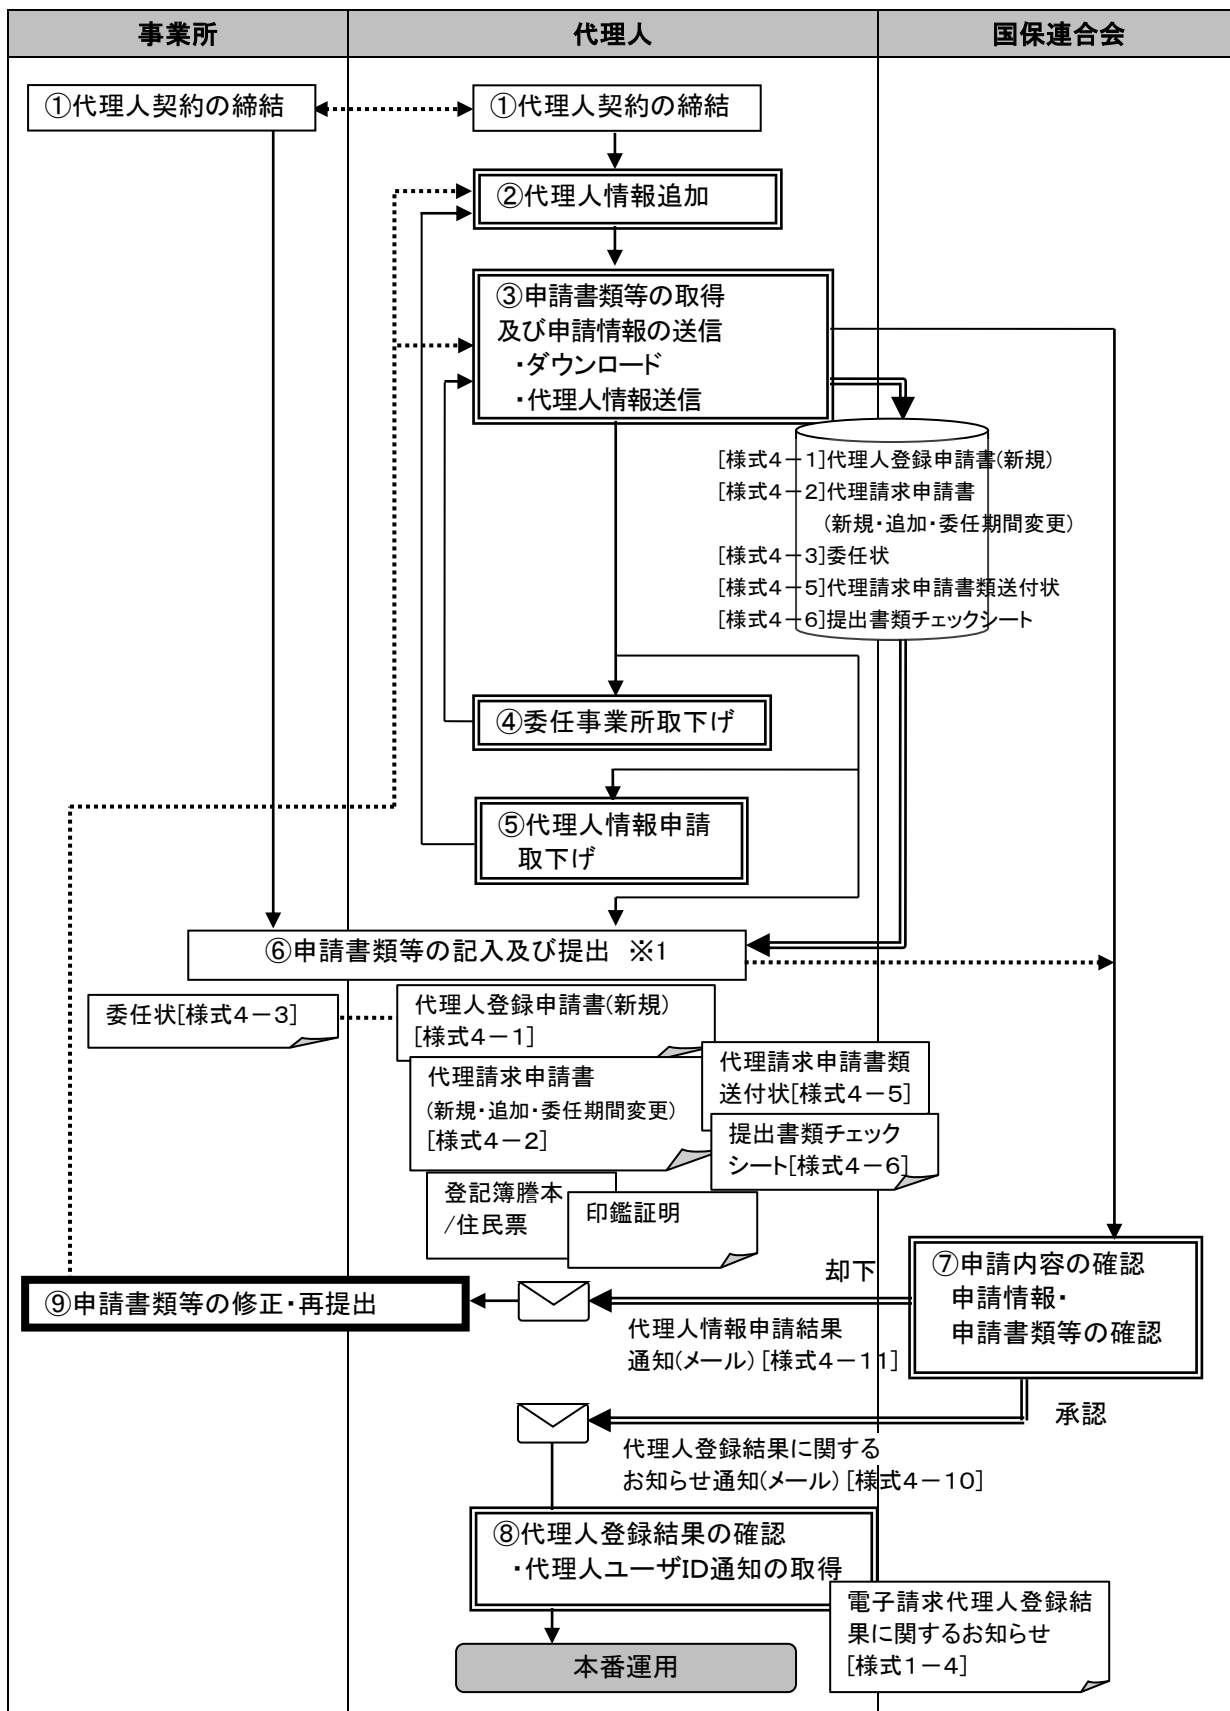 事業所
代理人
国保連合会
①代理人契約の締結
①代理人契約の締結
②代理人情報追加
③申請書類等の取得
及び申請情報の送信
・ダウンロード
・代理人情報送信
[様式4－1]代理人登録申請書(新規)
[様式4－2]代理請求申請書
(新規・追加・委任期間変更)
[様式4－3]委任状
[様式4－5]代理請求申請書類送付状
[様式4－6]提出書類チェックシート
④委任事業所取下げ
⑤代理人情報申請
取下げ
⑥申請書類等の記入及び提出 ※1
委任状[様式4－3]
代理人登録申請書(新規)
[様式4－1]
代理請求申請書
(新規・追加・委任期間変更)
[様式4－2]
代理請求申請書類
送付状[様式4－5]
提出書類チェック
シート[様式4－6]
登記簿謄本
/住民票
印鑑証明
⑦申請内容の確認
申請情報・
申請書類等の確認
却下
⑨申請書類等の修正・再提出
代理人情報申請結果
通知(メール)[様式4－11]
承認
代理人登録結果に関する
お知らせ通知(メール)[様式4－10]
⑧代理人登録結果の確認
・代理人ユーザID通知の取得
電子請求代理人登録結
果に関するお知らせ
[様式1－4]
本番運用